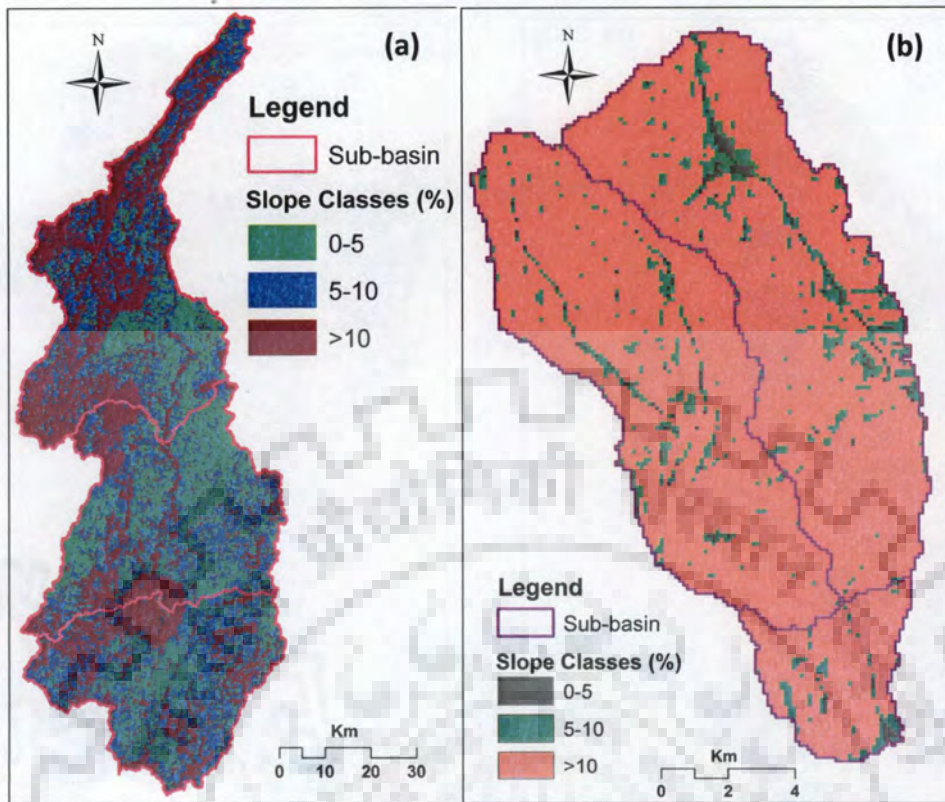 N
(a)
Legend
Sub-basin
Slope Classes (%)
0-5
5-10
>10
Km
0 10 20 30
N
(b)
Legend
Sub-basin
Slope Classes (%)
0-5
5-10
>10
Km
0 2 4